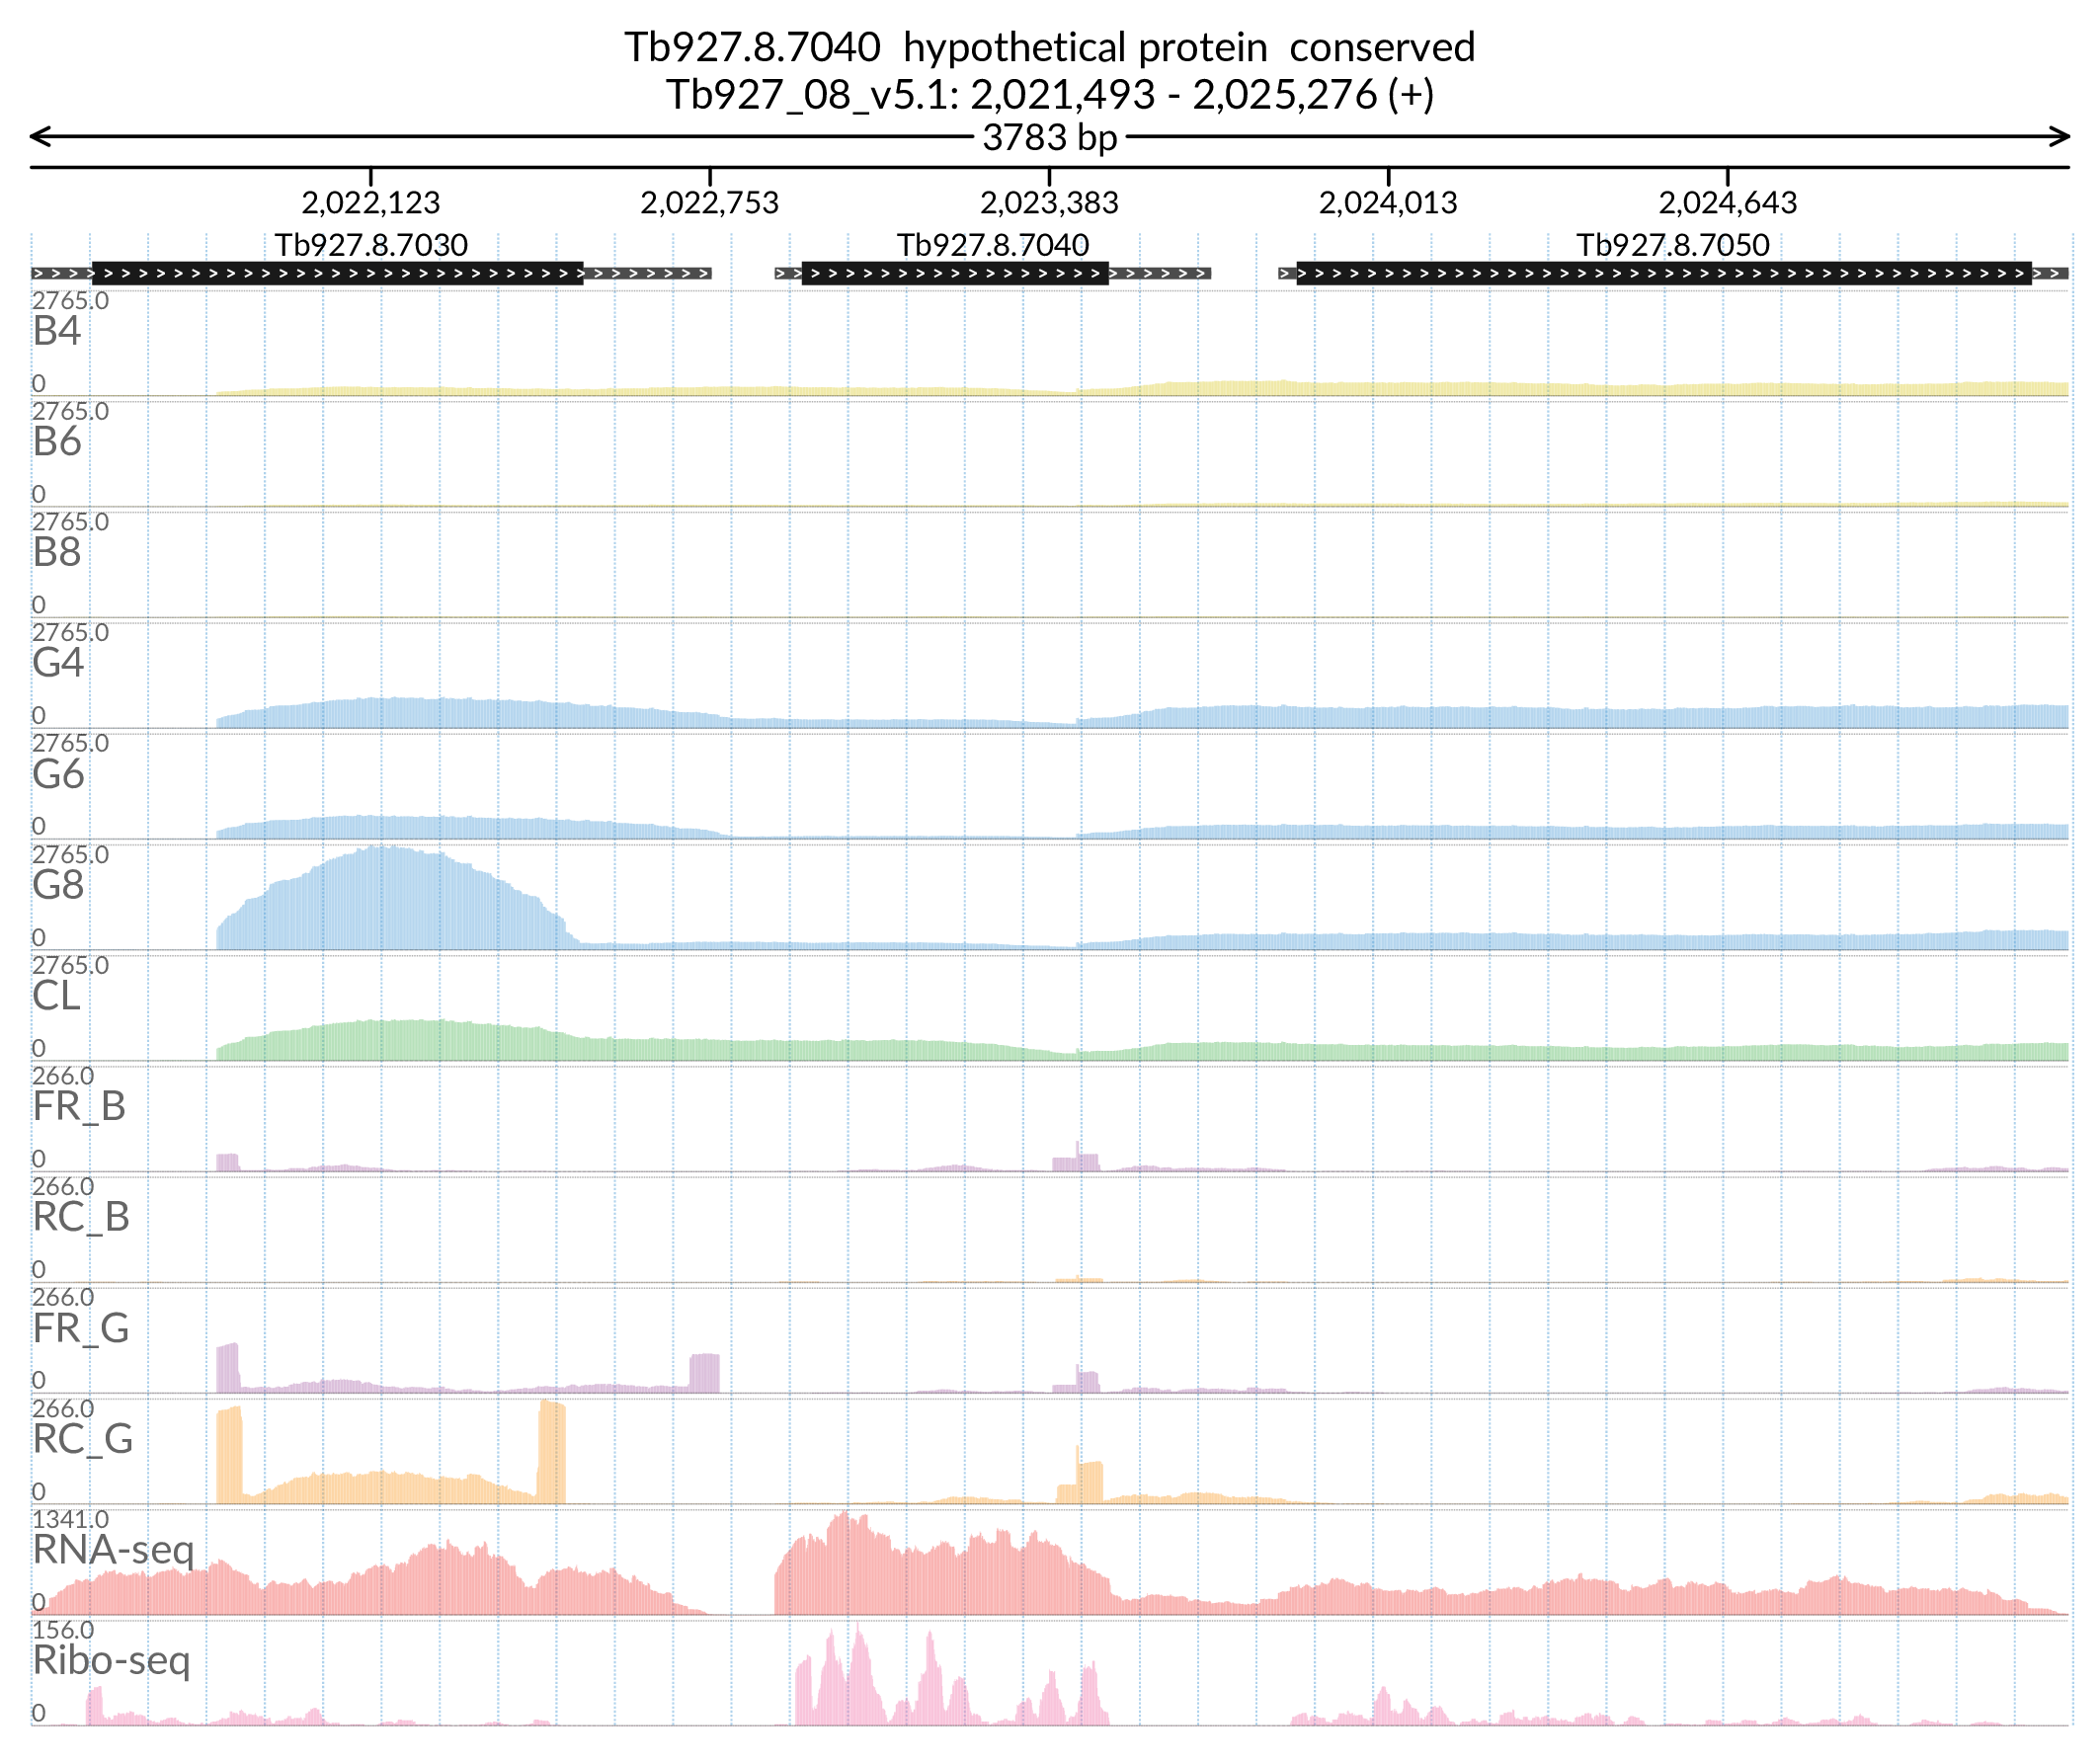 Tb927.8.7040 hypothetical protein conserved
Tb927_08_v5.1: 2,021,493 - 2,025,276 (+)
3783 bp
2,022,123 2,022,753 2,023,383 2,024,013 2,024,643
Tb927.8.7030 Tb927.8.7040 Tb927.8.7050
2765.0
B4
0
2765.0
B6
0
2765.0
B8
0
2765.0
G4
0
2765.0
G6
0
2765.0
G8
0
2765.0
CL
0
266.0
FR_B
0
266.0
RC_B
0
266.0
FR_G
0
266.0
RC_G
0
1341.0
RNA-seq
0
156.0
Ribo-seq
0